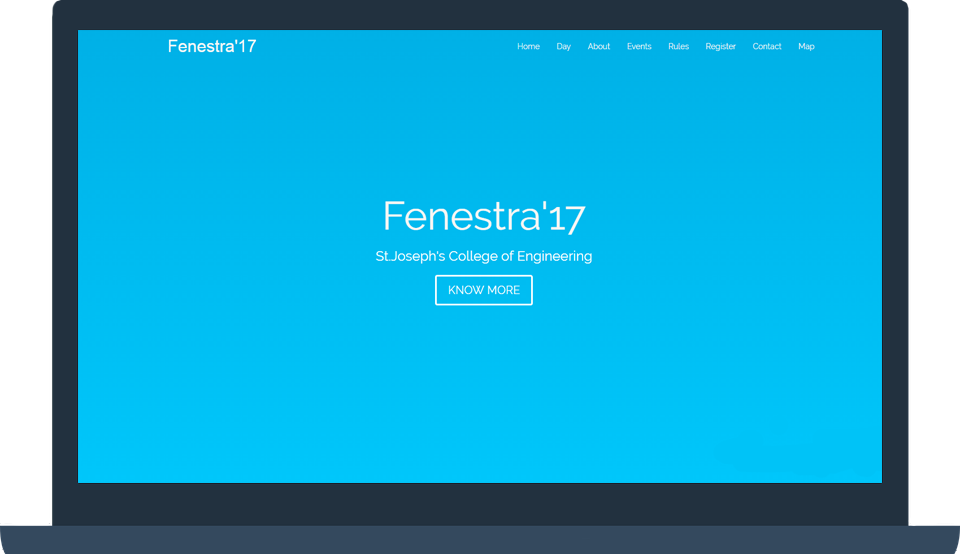 Fenestra'17 Home Day About Events Rules Register Contact Map
Fenestra'17
St.Joseph's College of Engineering
KNOW MORE